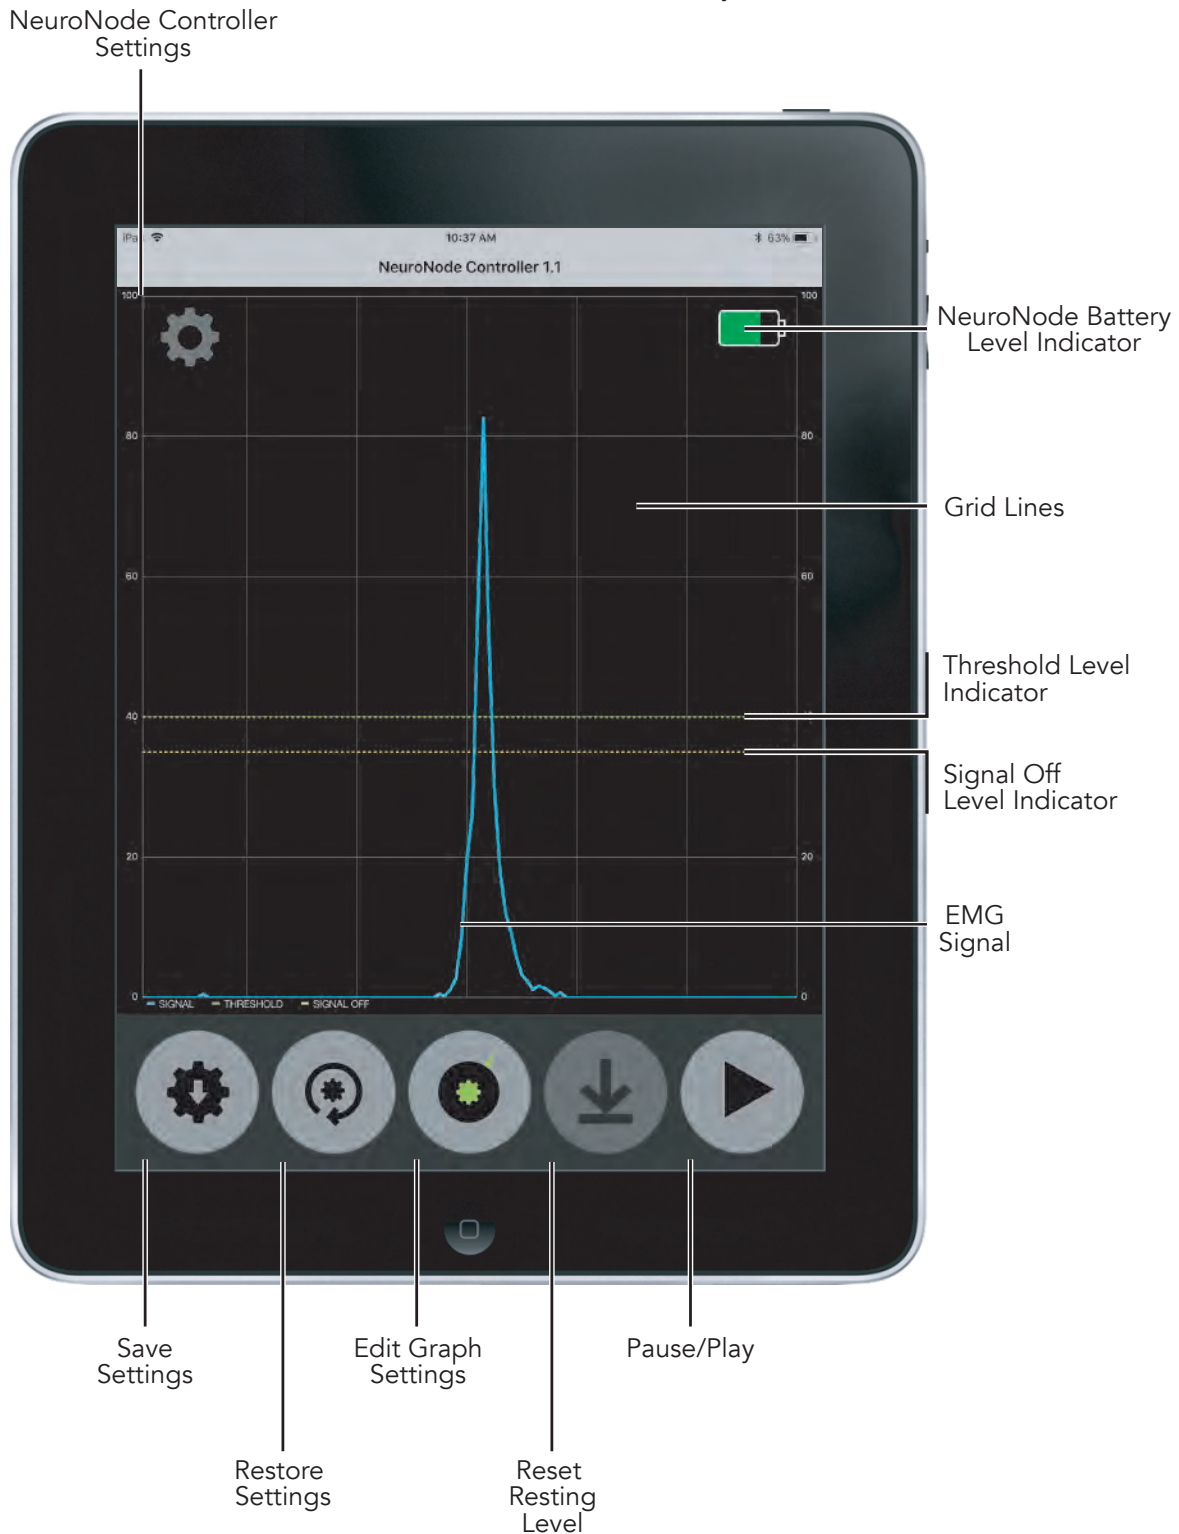 NeuroNode Controller
Settings
10:37 AM
63%
NeuroNode Controller 1.1
100
100
NeuroNode Battery
Level Indicator
80
80
Grid Lines
60
60
Threshold Level
Indicator
40
Signal Off
Level Indicator
20
20
EMG
Signal
0
0
SIGNAL
THRESHOLD
SIGNAL OFF
Save
Settings
Edit Graph
Settings
Pause/Play
Restore
Settings
Reset
Resting
Level